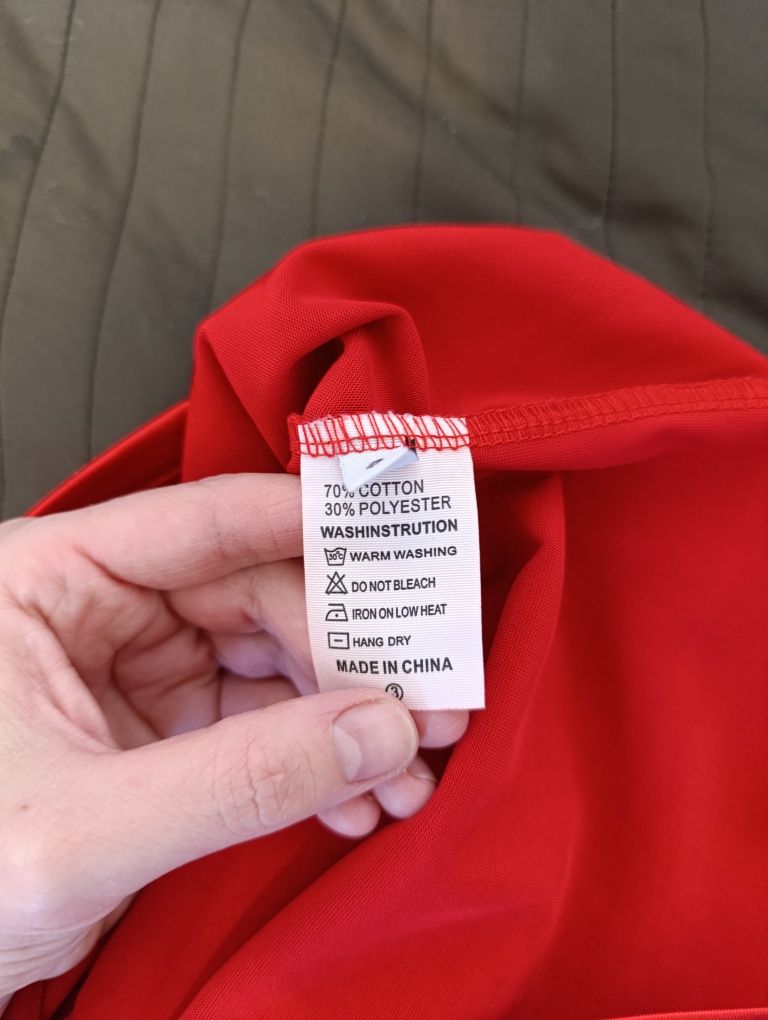 70% COTTON
30% POLYESTER
WASHINSTRUTION
30°C WARM WASHING
DO NOT BLEACH
IRON ON LOW HEAT
HANG DRY
MADE IN CHINA
3